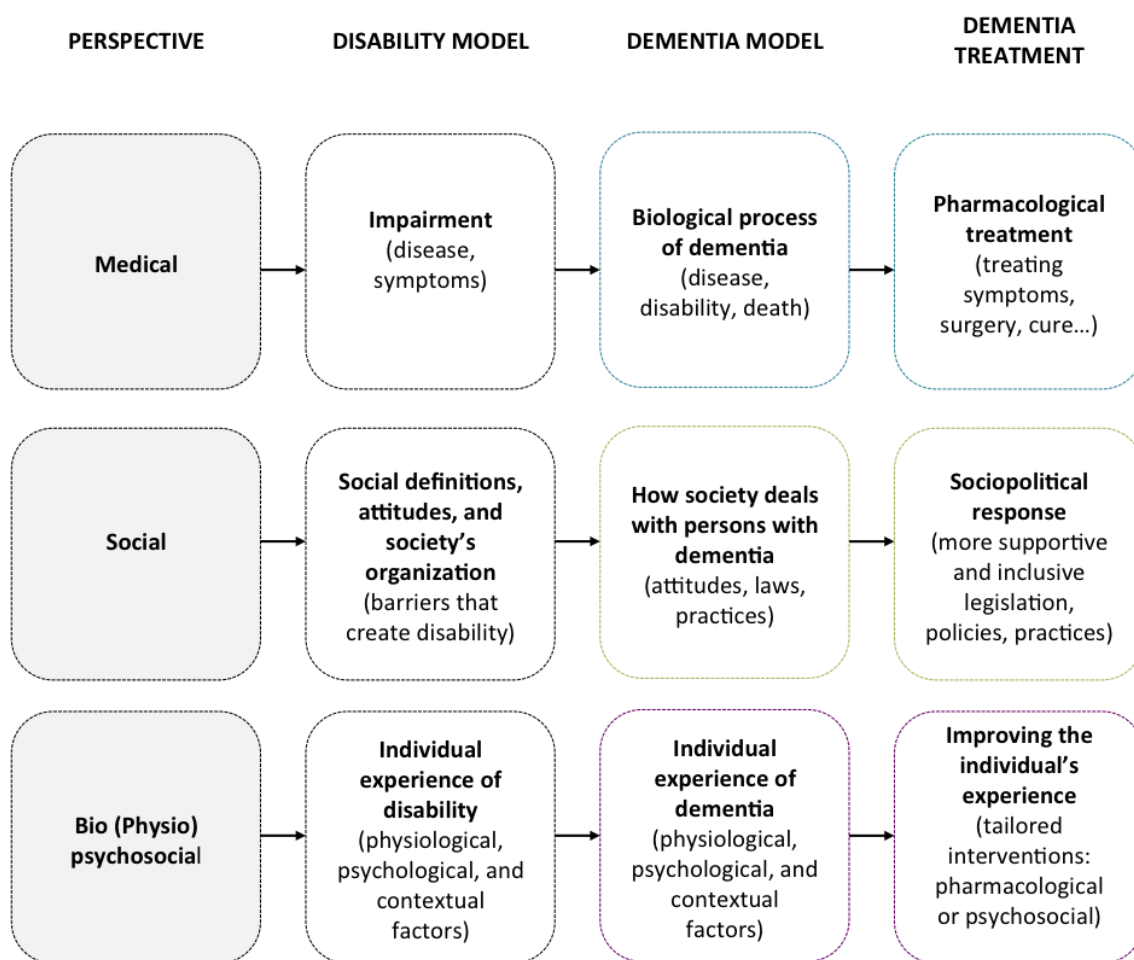 PERSPECTIVE
DISABILITY MODEL
DEMENTIA MODEL
DEMENTIA
TREATMENT
Medical
Impairment
(disease,
symptoms)
Biological process
of dementia
(disease,
disability, death)
Pharmacological
treatment
(treating
symptoms,
surgery, cure…)
Social
Social definitions,
attitudes, and
society’s
organization
(barriers that
create disability)
How society deals
with persons with
dementia
(attitudes, laws,
practices)
Sociopolitical
response
(more supportive
and inclusive
legislation,
policies, practices)
Bio (Physio)
psychosocial
Individual
experience of
disability
(physiological,
psychological, and
contextual
factors)
Individual
experience of
dementia
(physiological,
psychological, and
contextual
factors)
Improving the
individual’s
experience
(tailored
interventions:
pharmacological
or psychosocial)